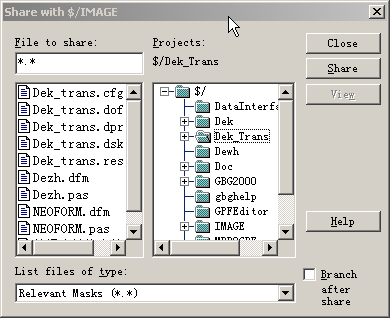 Share with $/IMAGE
File to share:
*.*
Dek_trans.cfg
Dek_trans.dof
Dek_trans.dpr
Dek_trans.dsk
Dek_trans.res
Dezh.dfm
Dezh.pas
NEOFORM.dfm
NEOFORM.pas
Projects:
$/Dek_Trans
$/
DataInterfa
Dek
Dek_Trans
Dewh
Doc
GBG2000
gbghelp
GPFEditor
IMAGE
Close
Share
View
Help
List files of type:
Relevant Masks (*.*)
Branch
after
share